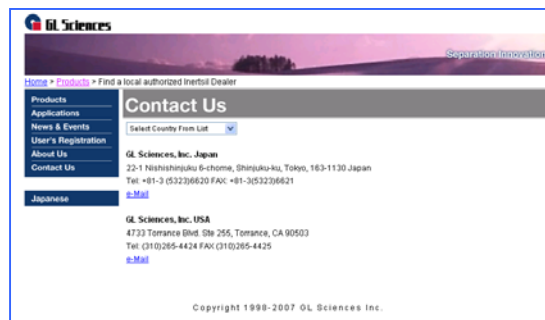 GL Sciences
Separation Innovation
Home > Products > Find a local authorized Inertsil Dealer
Products
Applications
News & Events
User's Registration
About Us
Contact Us
Japanese
Contact Us
Select Country From List
GL Sciences, Inc. Japan
22-1 Nishishinjuku 6-chome, Shinjuku-ku, Tokyo, 163-1130 Japan
Tel: +81-3 (5323)6620 FAX: +81-3(5323)6621
e-Mail
GL Sciences, Inc. USA
4733 Torrance Blvd. Ste 255, Torrance, CA 90503
Tel: (310)265-4424 FAX (310)265-4425
e-Mail
Copyright 1998-2007 GL Sciences Inc.